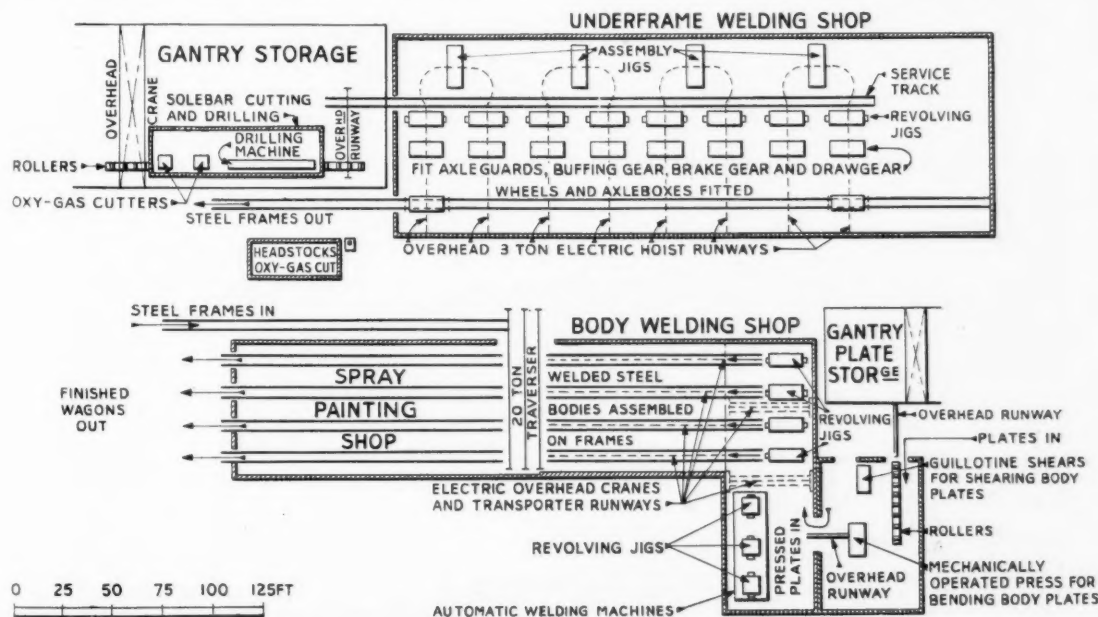 UNDERFRAME WELDING SHOP
GANTRY STORAGE
OVERHEAD
CRANE
SOLEBAR CUTTING
AND DRILLING
DRILLING
MACHINE
OVERHD
RUNWAY
ROLLERS
OXY-GAS CUTTERS
STEEL FRAMES OUT
HEADSTOCKS
OXY-GAS CUT
ASSEMBLY
JIGS
SERVICE
TRACK
REVOLVING
JIGS
FIT AXLEGUARDS, BUFFING GEAR, BRAKE GEAR AND DRAWGEAR
WHEELS AND AXLEBOXES FITTED
OVERHEAD 3 TON ELECTRIC HOIST RUNWAYS
STEEL FRAMES IN
BODY WELDING SHOP
GANTRY
PLATE
STORGE
FINISHED
WAGONS
OUT
SPRAY
PAINTING
SHOP
20 TON
TRAVERSER
WELDED STEEL
BODIES ASSEMBLED
ON FRAMES
REVOLVING
JIGS
OVERHEAD RUNWAY
PLATES IN
GUILLOTINE SHEARS
FOR SHEARING BODY
PLATES
ROLLERS
ELECTRIC OVERHEAD CRANES
AND TRANSPORTER RUNWAYS
REVOLVING JIGS
PRESSED
PLATES IN
OVERHEAD
RUNWAY
MECHANICALLY
OPERATED PRESS FOR
BENDING BODY PLATES
AUTOMATIC WELDING MACHINES
0 25 50 75 100 125FT